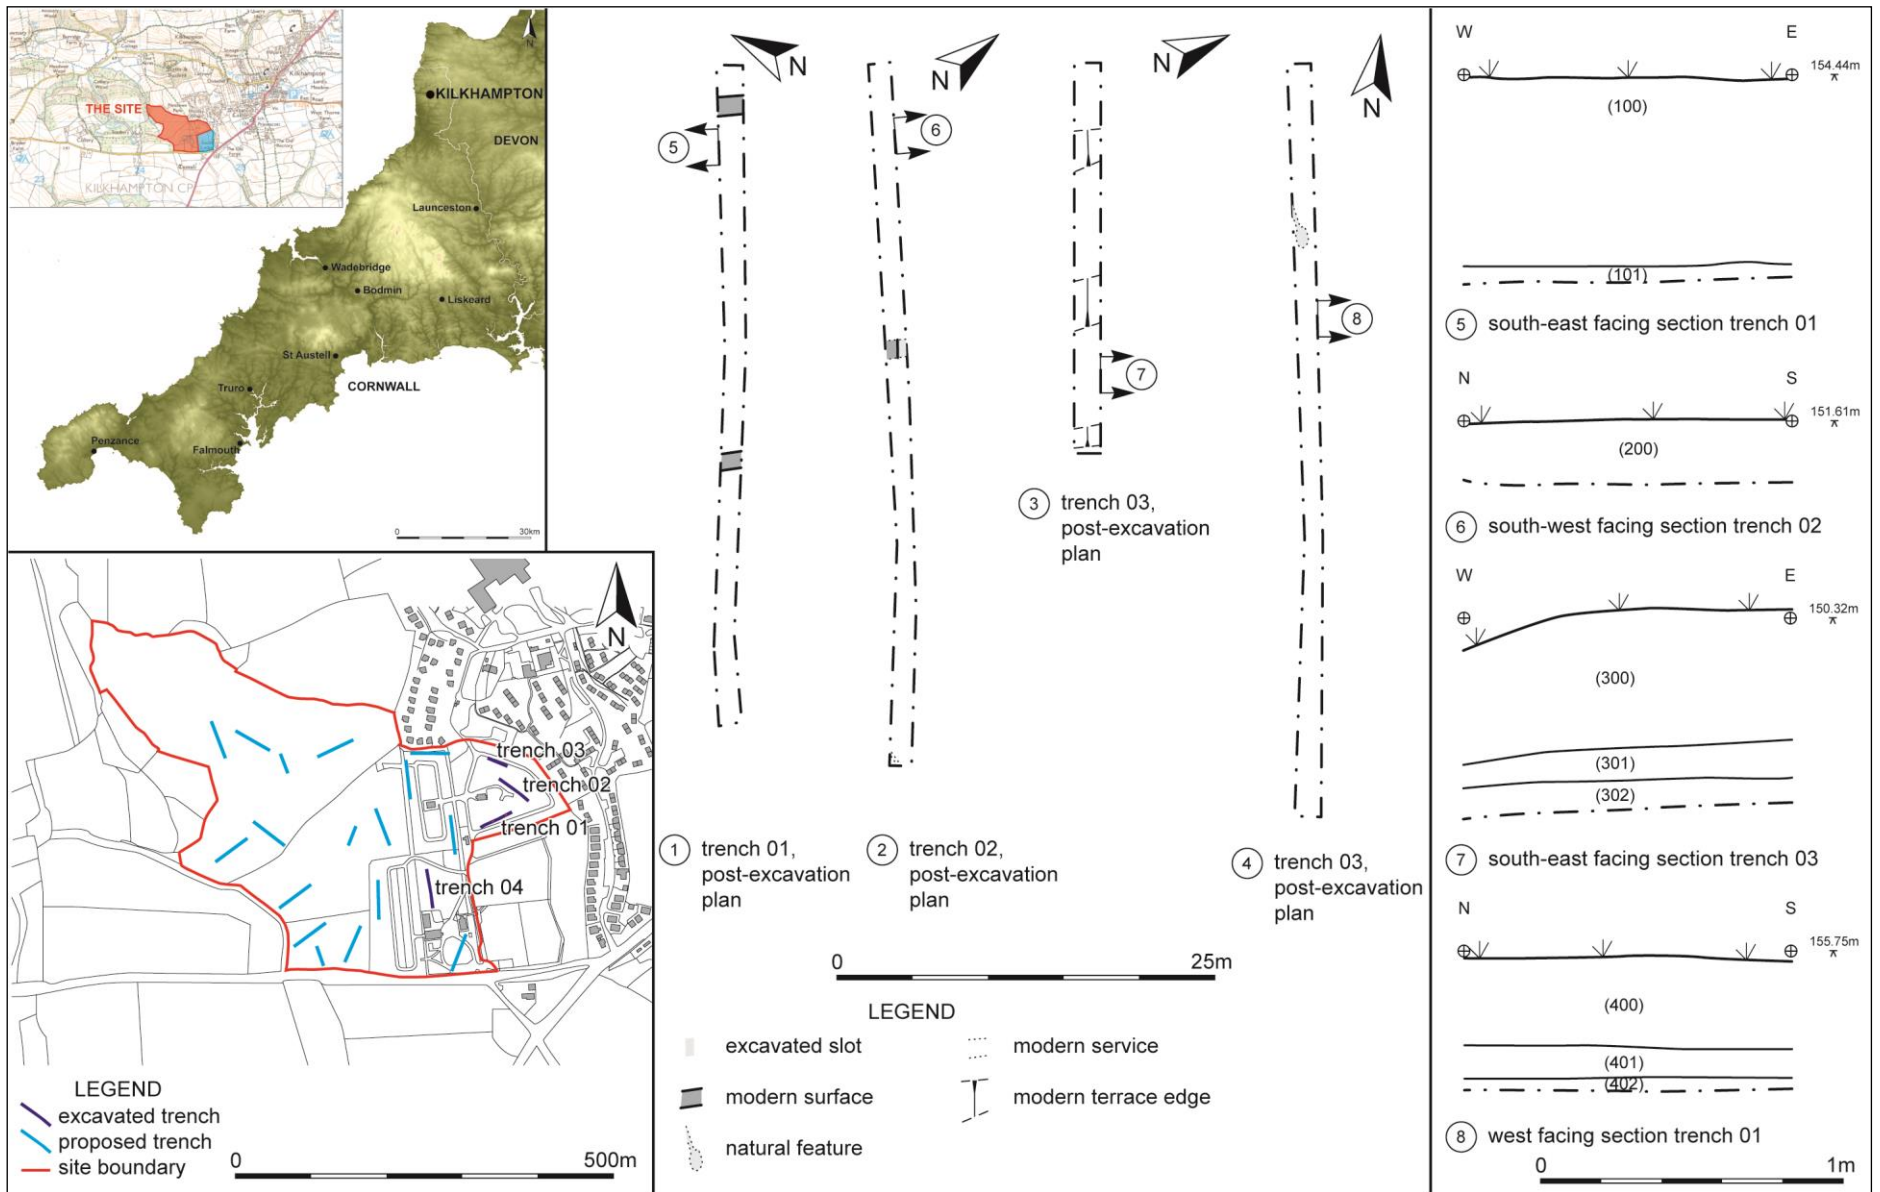 THE SITE
KILKHAMPTON CP
Kilkhampton
N
KILKHAMPTON
DEVON
Launceston
Wadebridge
Bodmin
Liskeard
St Austell
CORNWALL
Truro
Penzance
Falmouth
0 30km
N
trench 03
trench 02
trench 01
trench 04
LEGEND
excavated trench
proposed trench
site boundary
0 500m
N
N
N
N
5
6
7
8
1 trench 01,
post-excavation
plan
2 trench 02,
post-excavation
plan
3 trench 03,
post-excavation
plan
4 trench 03,
post-excavation
plan
0 25m
LEGEND
excavated slot
modern surface
natural feature
modern service
modern terrace edge
W E
154.44m
(100)
(101)
5 south-east facing section trench 01
N S
151.61m
(200)
6 south-west facing section trench 02
W E
150.32m
(300)
(301)
(302)
7 south-east facing section trench 03
N S
155.75m
(400)
(401)
(402)
8 west facing section trench 01
0 1m